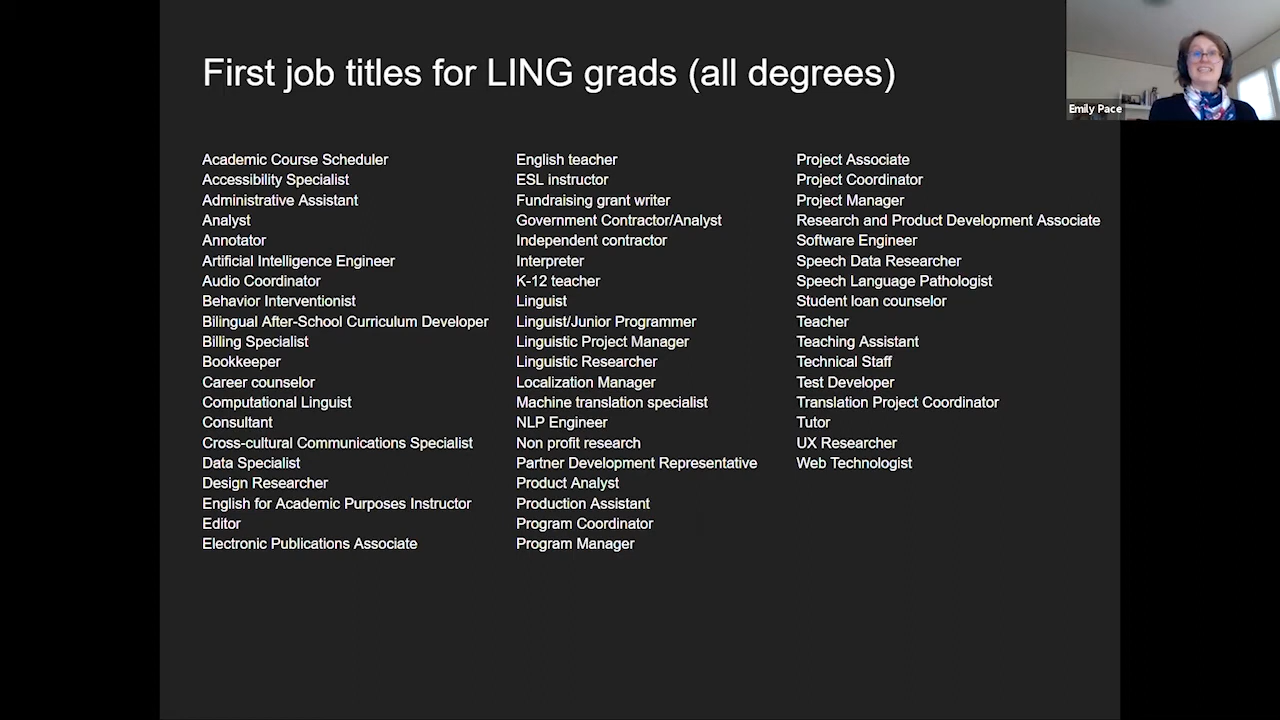 First job titles for LING grads (all degrees)
Emily Pace
Academic Course Scheduler
Accessibility Specialist
Administrative Assistant
Analyst
Annotator
Artificial Intelligence Engineer
Audio Coordinator
Behavior Interventionist
Bilingual After-School Curriculum Developer
Billing Specialist
Bookkeeper
Career counselor
Computational Linguist
Consultant
Cross-cultural Communications Specialist
Data Specialist
Design Researcher
English for Academic Purposes Instructor
Editor
Electronic Publications Associate
English teacher
ESL instructor
Fundraising grant writer
Government Contractor/Analyst
Independent contractor
Interpreter
K-12 teacher
Linguist
Linguist/Junior Programmer
Linguistic Project Manager
Linguistic Researcher
Localization Manager
Machine translation specialist
NLP Engineer
Non profit research
Partner Development Representative
Product Analyst
Production Assistant
Program Coordinator
Program Manager
Project Associate
Project Coordinator
Project Manager
Research and Product Development Associate
Software Engineer
Speech Data Researcher
Speech Language Pathologist
Student loan counselor
Teacher
Teaching Assistant
Technical Staff
Test Developer
Translation Project Coordinator
Tutor
UX Researcher
Web Technologist